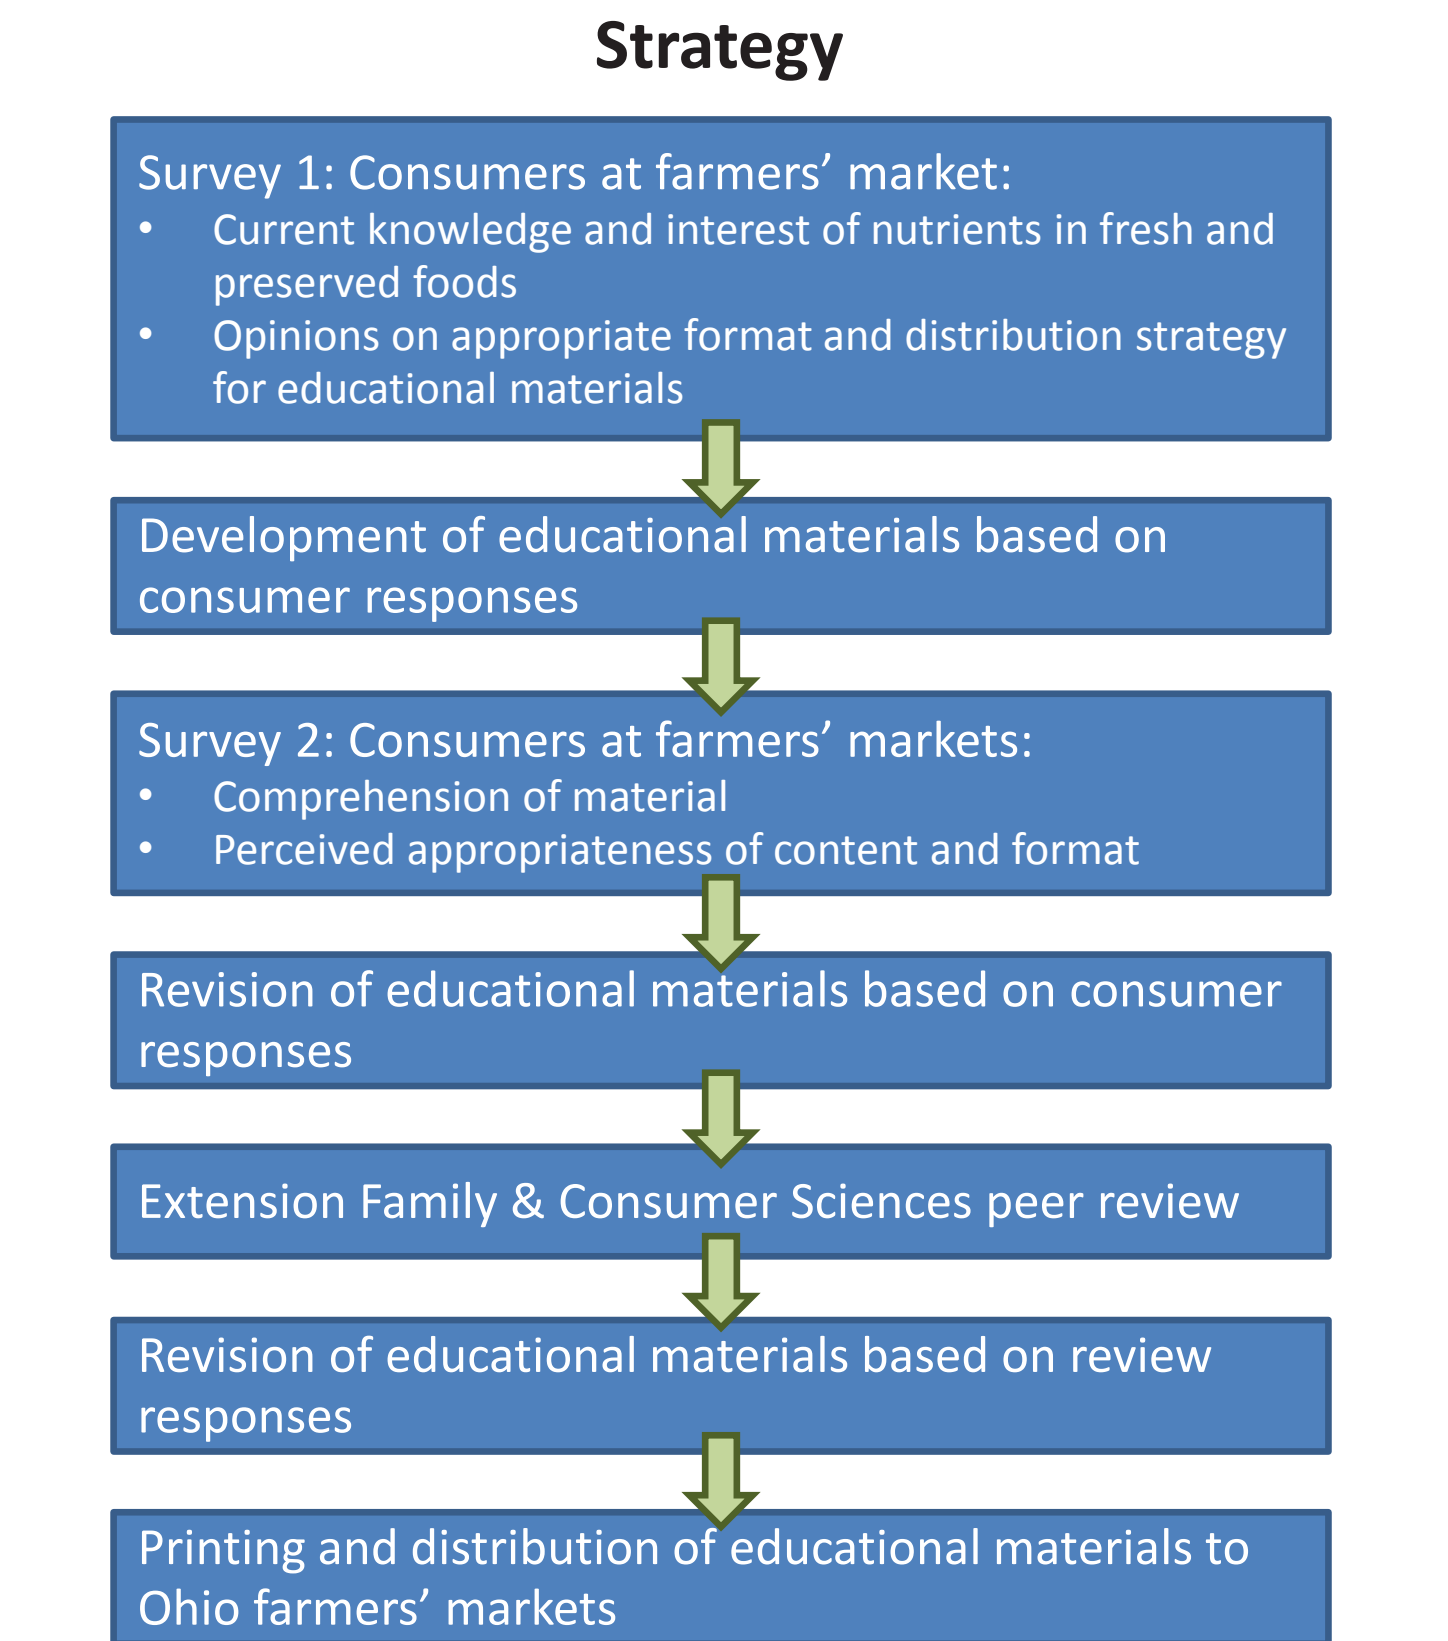 Strategy
Survey 1: Consumers at farmers’ market:
• Current knowledge and interest of nutrients in fresh and
preserved foods
• Opinions on appropriate format and distribution strategy
for educational materials
Development of educational materials based on
consumer responses
Survey 2: Consumers at farmers’ markets:
• Comprehension of material
• Perceived appropriateness of content and format
Revision of educational materials based on consumer
responses
Extension Family & Consumer Sciences peer review
Revision of educational materials based on review
responses
Printing and distribution of educational materials to
Ohio farmers’ markets